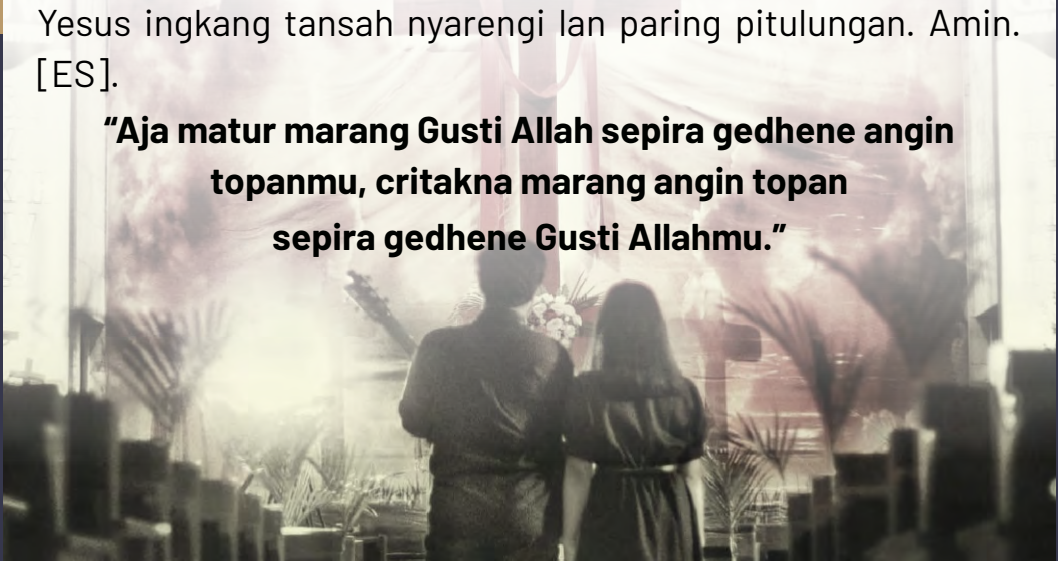 Yesus ingkang tansah nyarengi lan paring pitulungan. Amin.
[ES].
“Aja matur marang Gusti Allah sepira gedhene angin
topanmu, critakna marang angin topan
sepira gedhene Gusti Allahmu.”